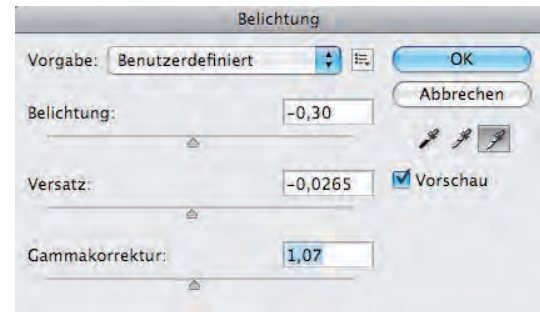 Belichtung
Vorgabe: Benutzerdefiniert
OK
Abbrechen
Belichtung: -0,30
Versatz: -0,0265
Vorschau
Gammakorrektur: 1,07